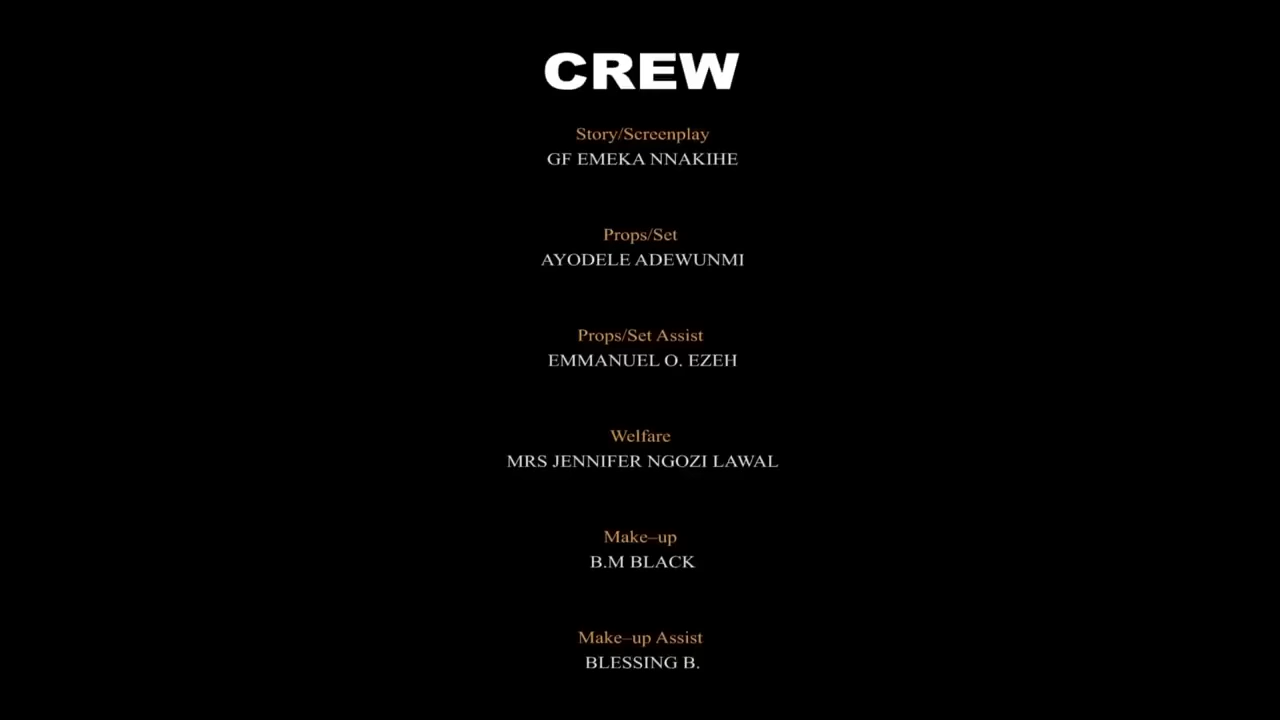 CREW
Story/Screenplay
GF EMEKA NNAKIHE
Props/Set
AYODELE ADEWUNMI
Props/Set Assist
EMMANUEL O. EZEH
Welfare
MRS JENNIFER NGOZI LAWAL
Make–up
B.M BLACK
Make–up Assist
BLESSING B.